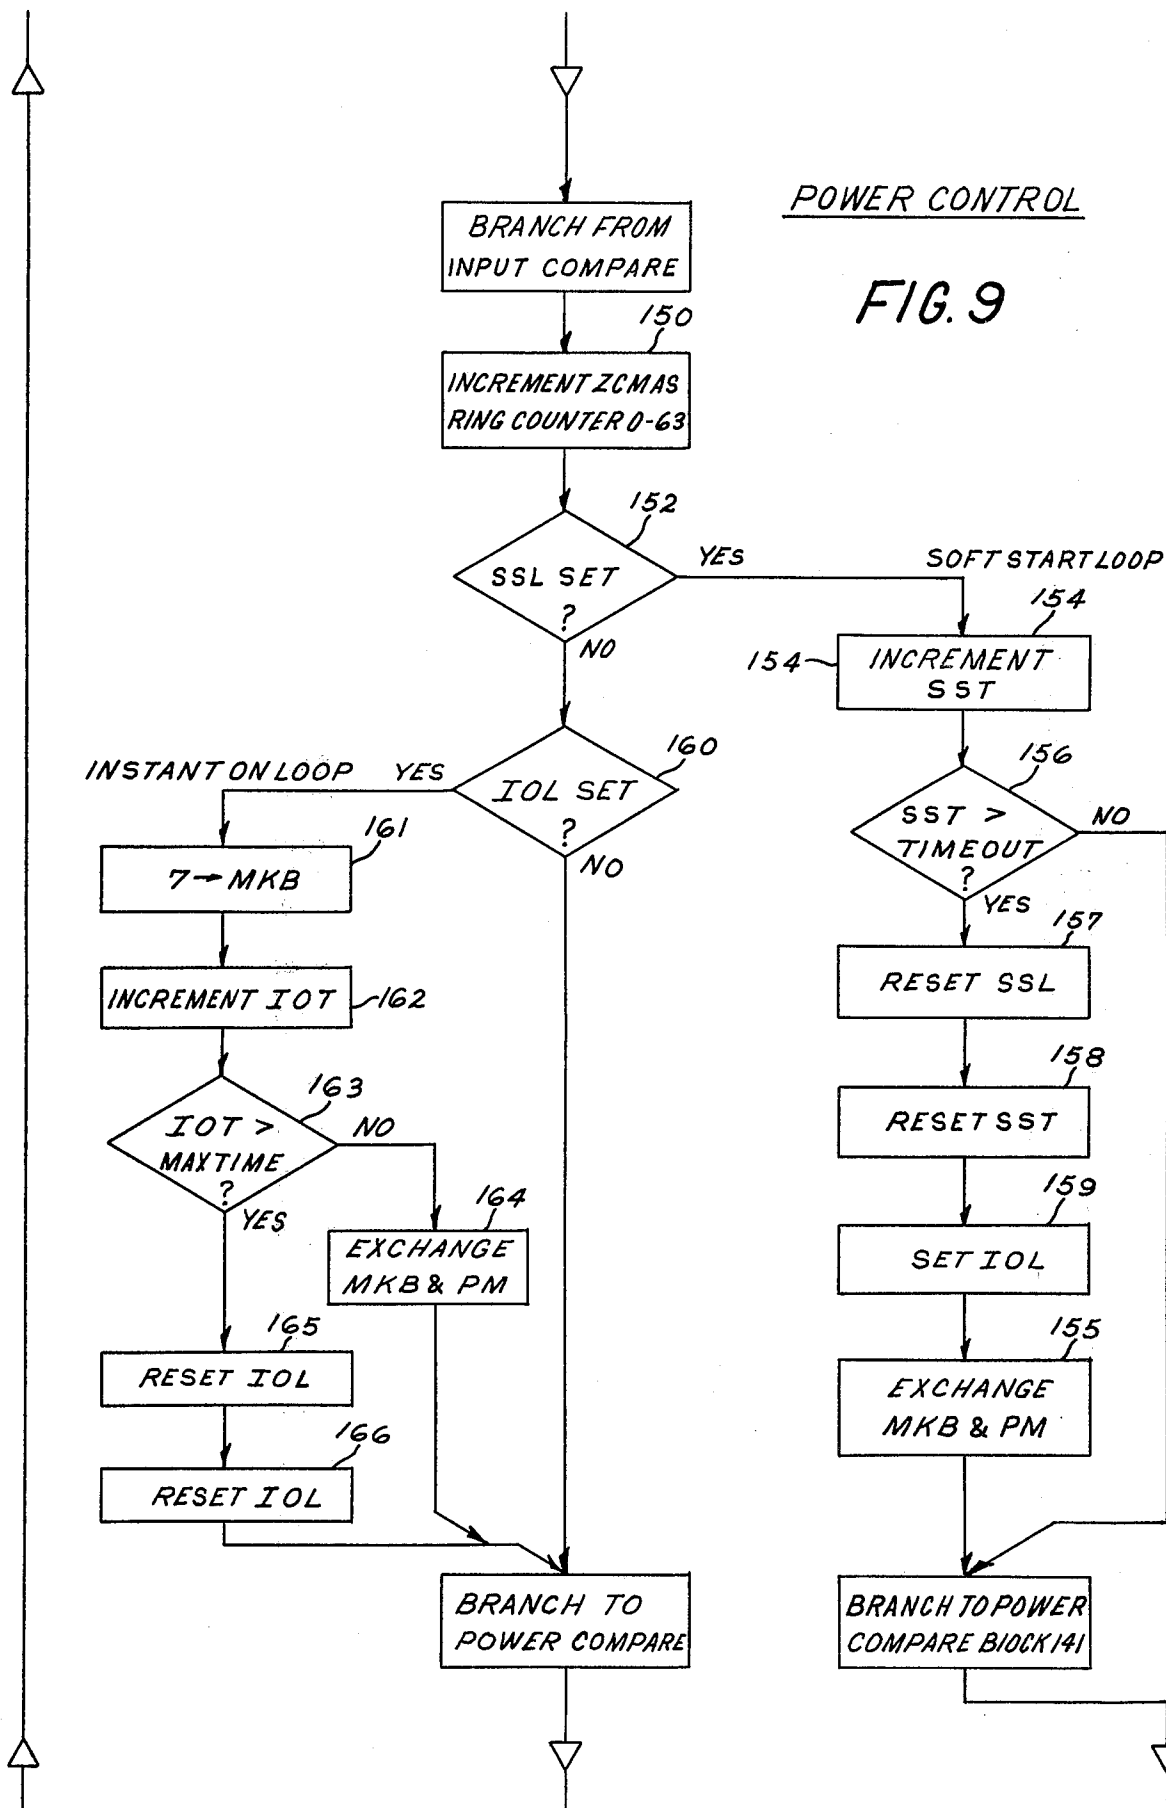 POWER CONTROL
FIG. 9
BRANCH FROM
INPUT COMPARE
150
INCREMENT ZCMAS
RING COUNTER 0-63
152
SSL SET
?
YES
NO
SOFT START LOOP
154
154
INCREMENT
SST
156
SST >
TIMEOUT
?
NO
YES
157
RESET SSL
158
RESET SST
159
SET IOL
155
EXCHANGE
MKB & PM
BRANCH TO POWER
COMPARE BLOCK 141
160
IOL SET
?
YES
NO
INSTANT ON LOOP
161
7→MKB
INCREMENT IOT
162
163
IOT >
MAXTIME
?
NO
YES
164
EXCHANGE
MKB & PM
165
RESET IOL
166
RESET IOL
BRANCH TO
POWER COMPARE